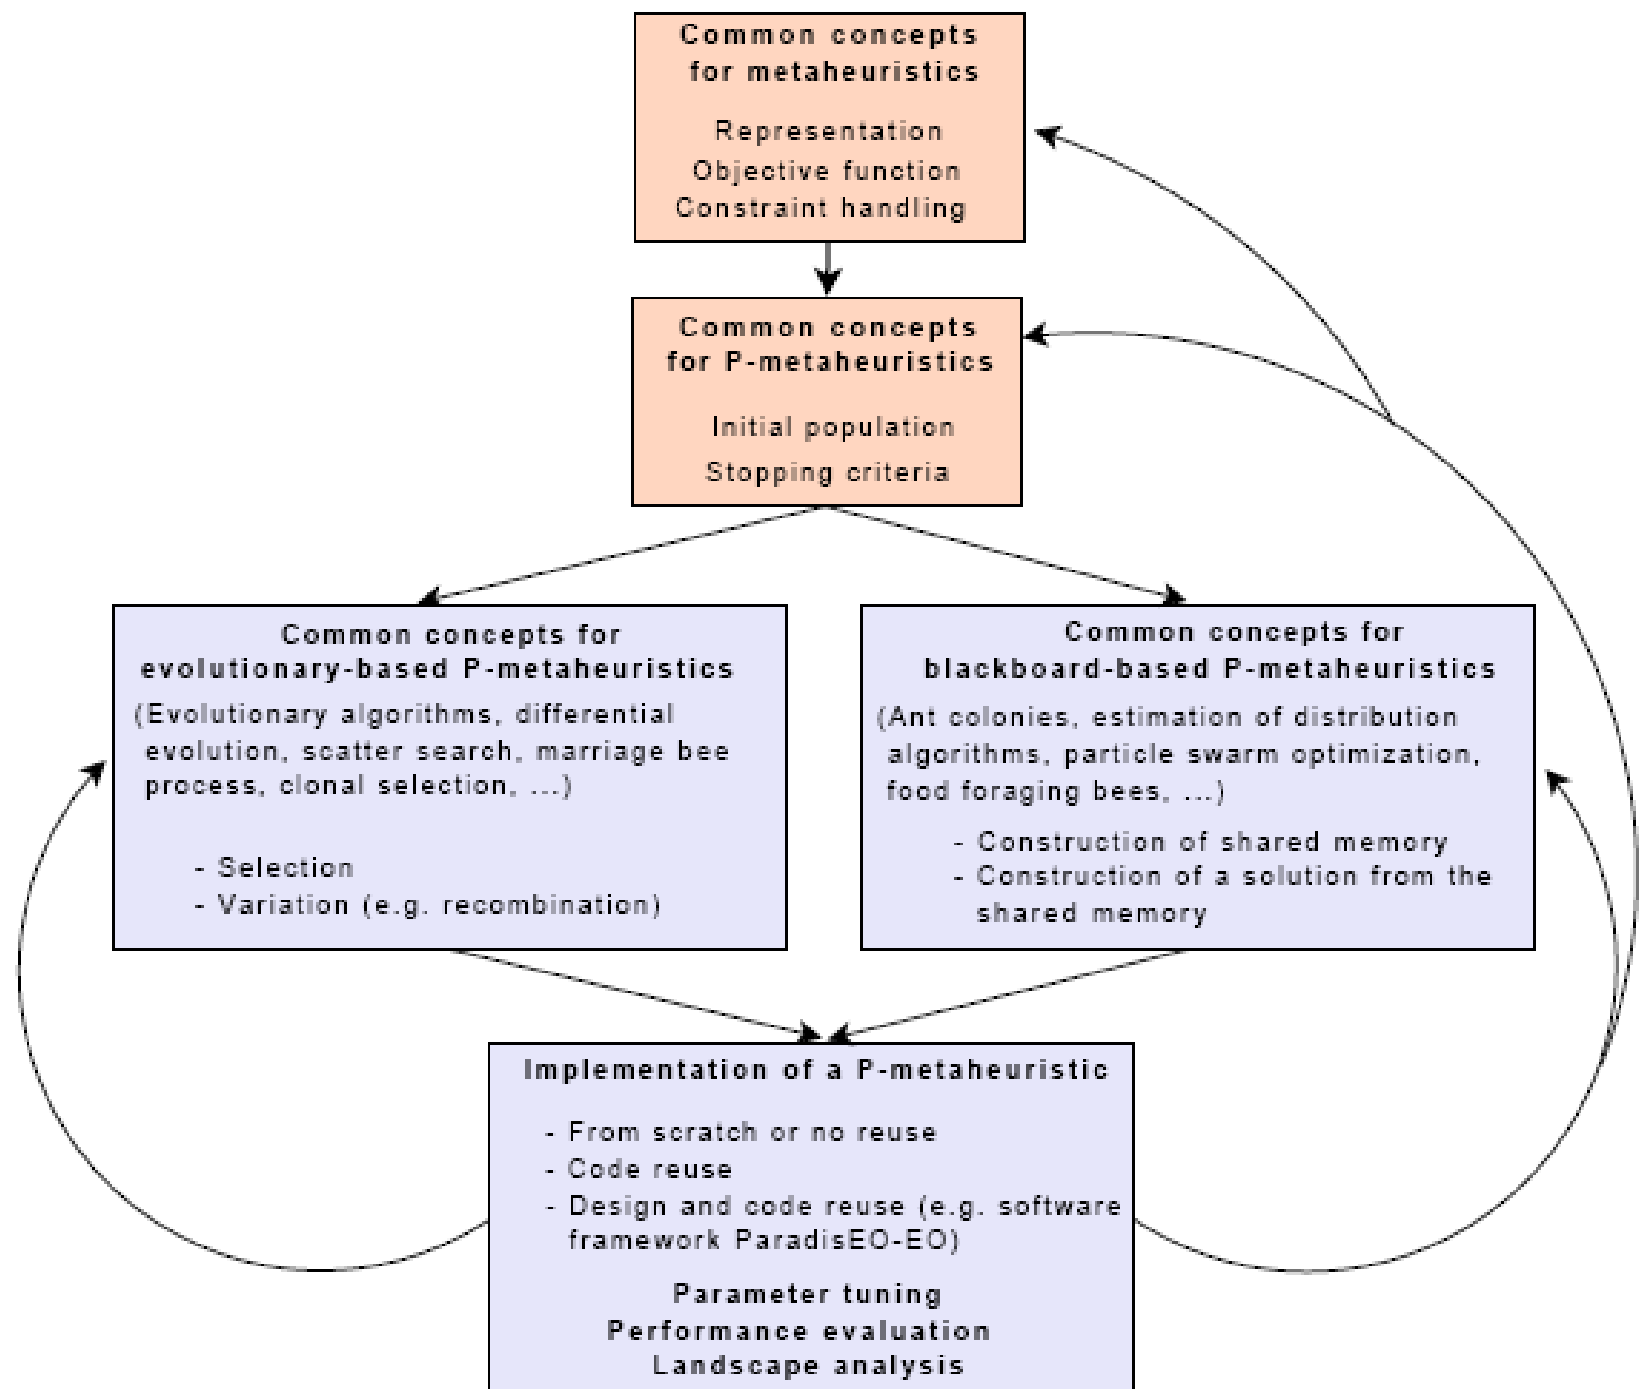 Common concepts
for metaheuristics
Representation
Objective function
Constraint handling
Common concepts
for P-metaheuristics
Initial population
Stopping criteria
Common concepts for
evolutionary-based P-metaheuristics
(Evolutionary algorithms, differential
evolution, scatter search, marriage bee
process, clonal selection, ...)
- Selection
- Variation (e.g. recombination)
Common concepts for
blackboard-based P-metaheuristics
(Ant colonies, estimation of distribution
algorithms, particle swarm optimization,
food foraging bees, ...)
- Construction of shared memory
- Construction of a solution from the
shared memory
Implementation of a P-metaheuristic
- From scratch or no reuse
- Code reuse
- Design and code reuse (e.g. software
framework ParadisEO-EO)
Parameter tuning
Performance evaluation
Landscape analysis